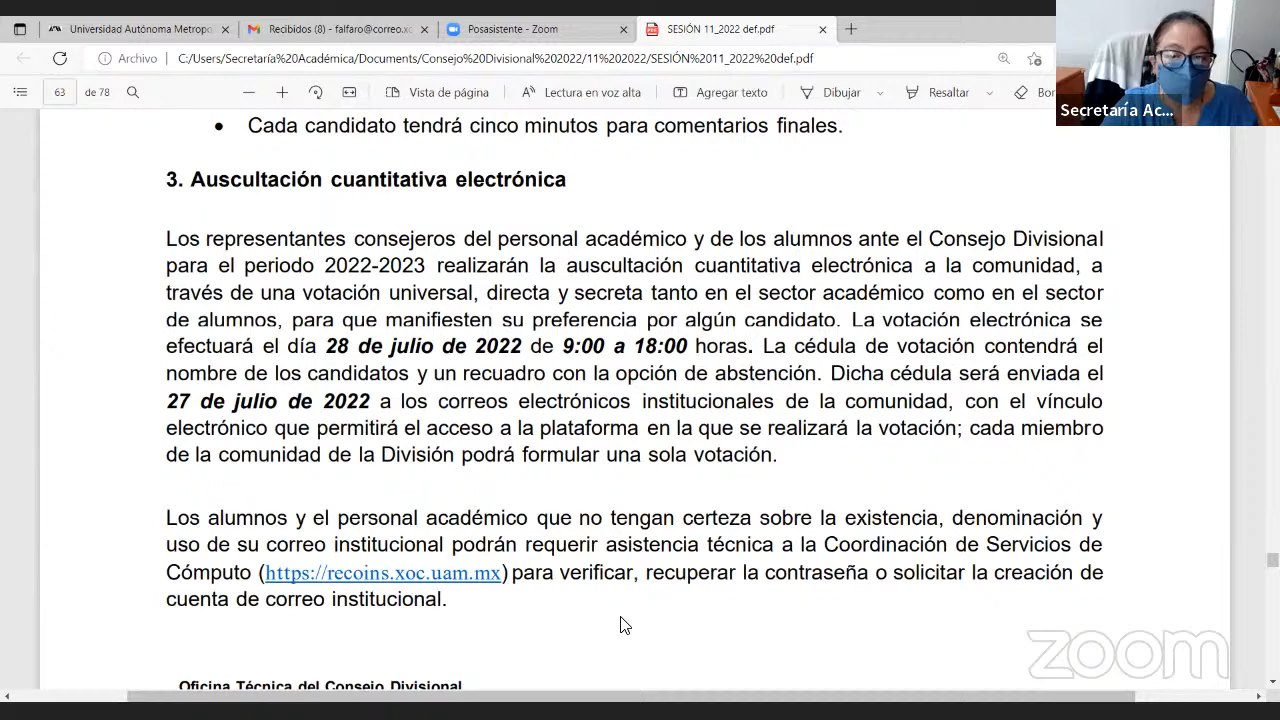 Universidad Autónoma Metropo
Recibidos (8) - falfaro@correo.xo
Posasistente - Zoom
SESIÓN 11_2022 def.pdf
Archivo
C:/Users/Secretaría%20Académica/Documents/Consejo%20Divisional%202022/11%202022/SESIÓN%2011_2022%20def.pdf
63 de 78
Vista de página
Lectura en voz alta
Agregar texto
Dibujar
Resaltar
Bor
Secretaría Ac...
• Cada candidato tendrá cinco minutos para comentarios finales.
3. Auscultación cuantitativa electrónica
Los representantes consejeros del personal académico y de los alumnos ante el Consejo Divisional
para el periodo 2022-2023 realizarán la auscultación cuantitativa electrónica a la comunidad, a
través de una votación universal, directa y secreta tanto en el sector académico como en el sector
de alumnos, para que manifiesten su preferencia por algún candidato. La votación electrónica se
efectuará el día 28 de julio de 2022 de 9:00 a 18:00 horas. La cédula de votación contendrá el
nombre de los candidatos y un recuadro con la opción de abstención. Dicha cédula será enviada el
27 de julio de 2022 a los correos electrónicos institucionales de la comunidad, con el vínculo
electrónico que permitirá el acceso a la plataforma en la que se realizará la votación; cada miembro
de la comunidad de la División podrá formular una sola votación.
Los alumnos y el personal académico que no tengan certeza sobre la existencia, denominación y
uso de su correo institucional podrán requerir asistencia técnica a la Coordinación de Servicios de
Cómputo (https://recoins.xoc.uam.mx) para verificar, recuperar la contraseña o solicitar la creación de
cuenta de correo institucional.
zoom
Oficina Técnica del Consejo Divisional